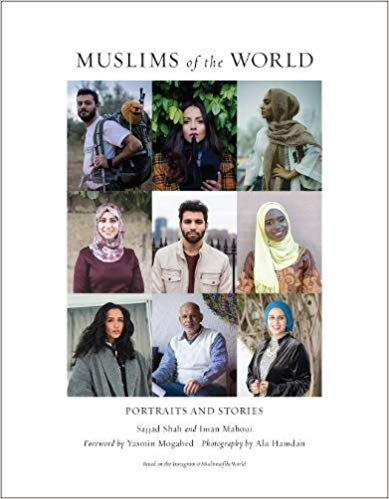 MUSLIMS of the WORLD
PORTRAITS AND STORIES
Sajjad Shah and Iman Mahoui
Foreword by Yasmin Mogahed Photography by Ala Hamdan
Based on the Instagram @MuslimsoftheWorld